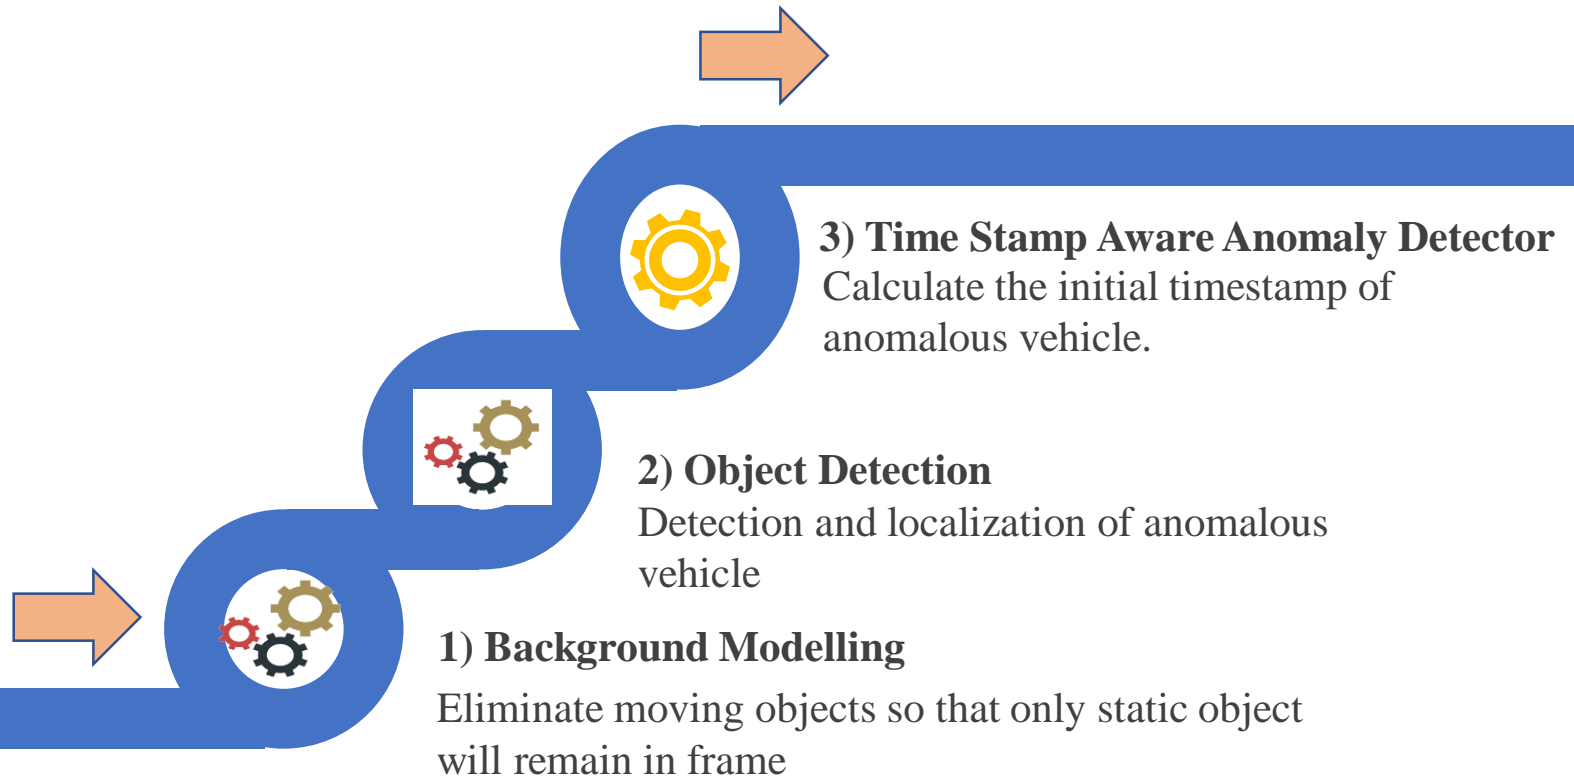 3) Time Stamp Aware Anomaly Detector
Calculate the initial timestamp of
anomalous vehicle.
2) Object Detection
Detection and localization of anomalous
vehicle
1) Background Modelling
Eliminate moving objects so that only static object
will remain in frame